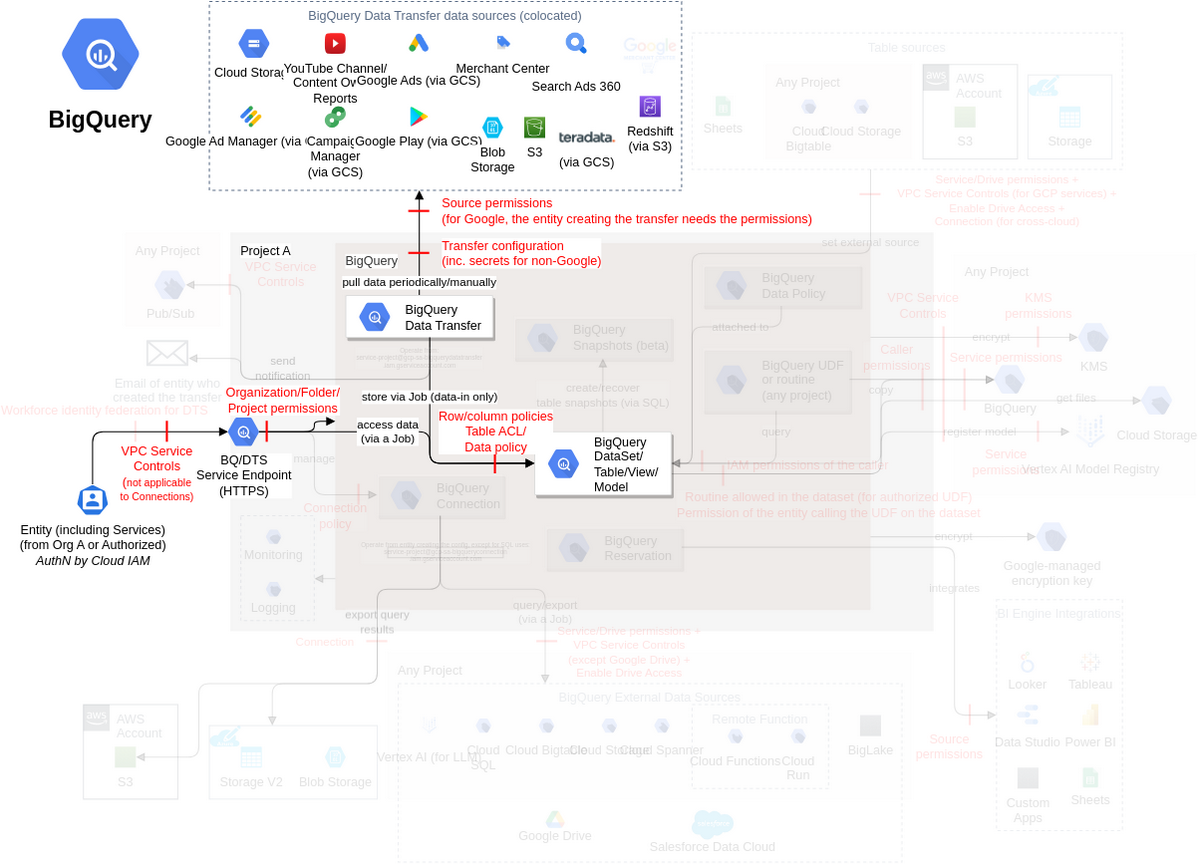 BigQuery
BigQuery Data Transfer data sources (colocated)
Cloud Storag
YouTube Channel/
Content Ow
Reports
Google Ads (via GCS)
Merchant Center
Search Ads 360
Google
Google Ad Manager (via
Campaig
Manager
(via GCS)
Google Play (via GCS)
Blob
Storage
S3
teradata.
(via GCS)
Redshift
(via S3)
Table sources
Sheets
Any Project
Cloud
Bigtable
Cloud Storage
aws
AWS
Account
S3
Storage
Source permissions
(for Google, the entity creating the transfer needs the permissions)
Service/Drive permissions +
VPC Service Controls (for GCP services) +
Enable Drive Access +
Connection (for cross-cloud)
Transfer configuration
(inc. secrets for non-Google)
set external source
Any Project
Pub/Sub
Project A
VPC Service
Controls
BigQuery
pull data periodically/manually
BigQuery
Data Transfer
BigQuery
Data Policy
attached to
BigQuery
Snapshots (beta)
Any Project
VPC Service
Controls
KMS
permissions
encrypt
KMS
Caller
permissions
Service permissions
BigQuery UDF
or routine
(any project)
copy
BigQuery
get files
Cloud Storage
register model
Service
permissions
Vertex AI Model Registry
send
notification
Email of entity who
created the transfer
Workforce identity federation for DTS
Organization/Folder/
Project permissions
store via Job (data-in only)
create/recover
table snapshots (via SQL)
query
access data
(via a Job)
Row/column policies
Table ACL/
Data policy
BigQuery
DataSet/
Table/View/
Model
IAM permissions of the caller
Routine allowed in the dataset (for authorized UDF)
Permission of the entity calling the UDF on the dataset
VPC Service
Controls
(not applicable
to Connections)
BQ/DTS
Service Endpoint
(HTTPS)
manage
Connection
policy
BigQuery
Connection
Entity (including Services)
(from Org A or Authorized)
AuthN by Cloud IAM
Monitoring
Logging
BigQuery
Reservation
encrypt
Google-managed
encryption key
integrates
export query
results
Connection
query/export
(via a Job)
Service/Drive permissions +
VPC Service Controls
(except Google Drive) +
Enable Drive Access
BI Engine Integrations
Looker
Tableau
Data Studio
Power BI
Custom
Apps
Sheets
Source
permissions
Any Project
BigQuery External Data Sources
Vertex AI (for LLM)
Cloud
SQL
Cloud Bigtable
Cloud Storage
Cloud Spanner
Remote Function
Cloud Functions
Cloud
Run
BigLake
Google Drive
Salesforce Data Cloud
aws
AWS
Account
S3
Storage V2
Blob Storage